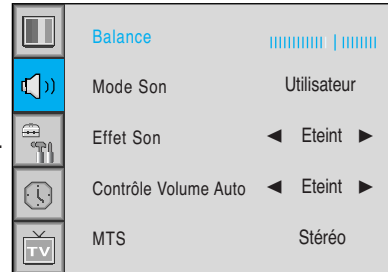 Balance
Mode Son Utilisateur
Effet Son ◄ Eteint ►
Contrôle Volume Auto ◄ Eteint ►
MTS Stéréo
TV